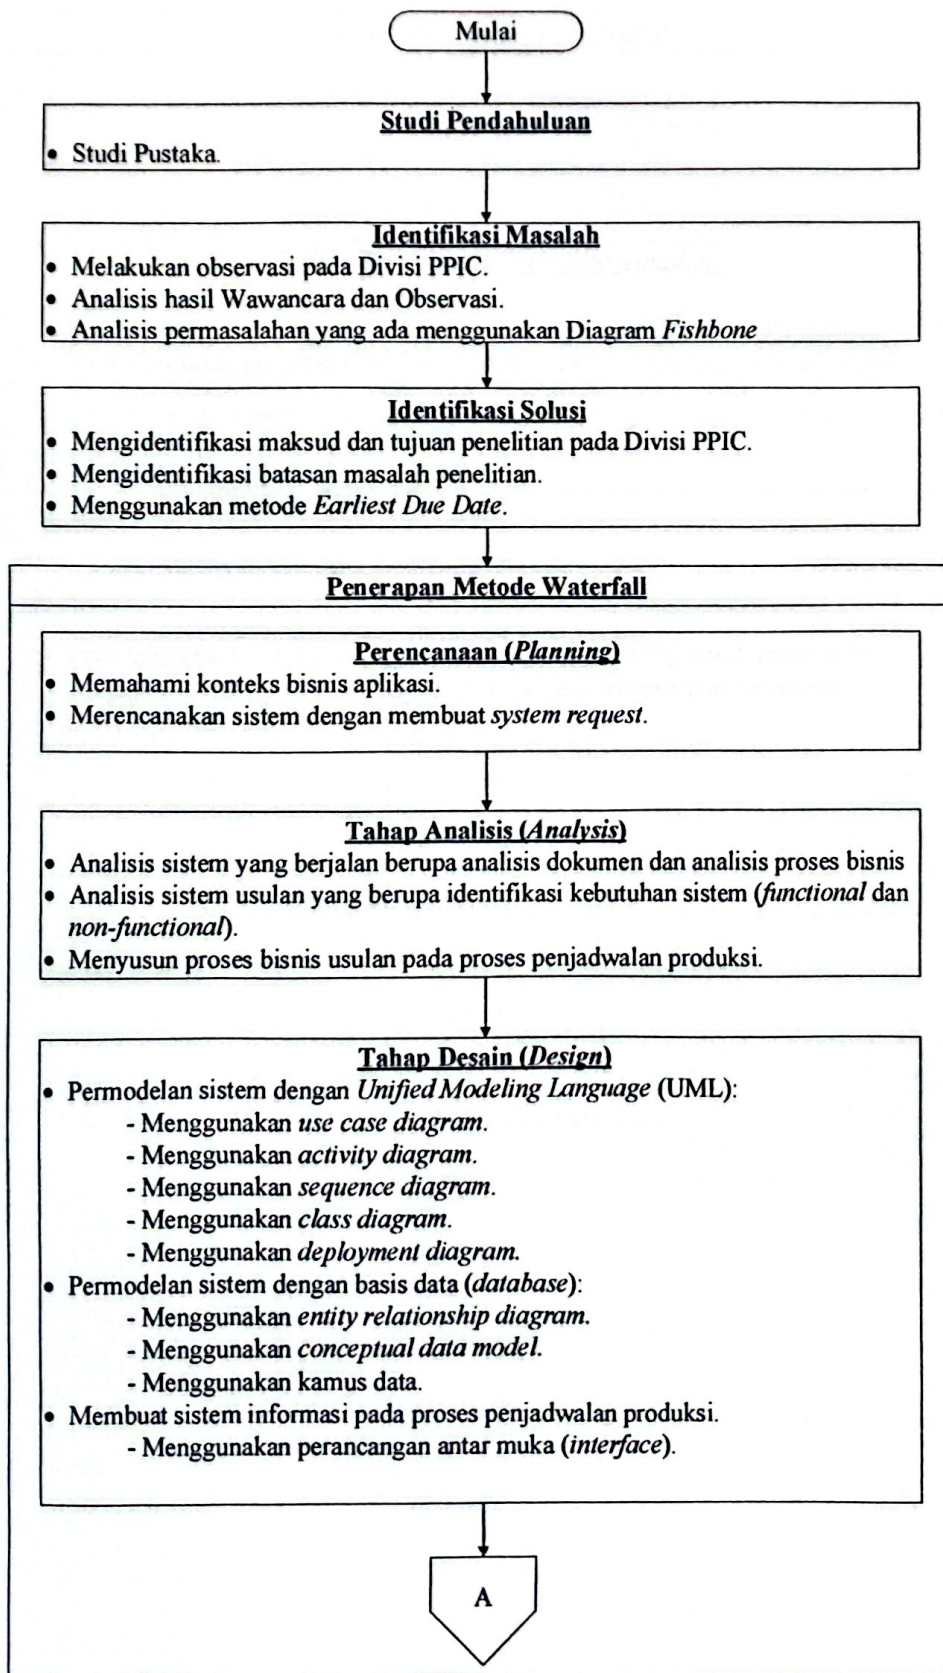 Mulai
Studi Pendahuluan
• Studi Pustaka.
Identifikasi Masalah
• Melakukan observasi pada Divisi PPIC.
• Analisis hasil Wawancara dan Observasi.
• Analisis permasalahan yang ada menggunakan Diagram Fishbone
Identifikasi Solusi
• Mengidentifikasi maksud dan tujuan penelitian pada Divisi PPIC.
• Mengidentifikasi batasan masalah penelitian.
• Menggunakan metode Earliest Due Date.
Penerapan Metode Waterfall
Perencanaan (Planning)
• Memahami konteks bisnis aplikasi.
• Merencanakan sistem dengan membuat system request.
Tahap Analisis (Analysis)
• Analisis sistem yang berjalan berupa analisis dokumen dan analisis proses bisnis
• Analisis sistem usulan yang berupa identifikasi kebutuhan sistem (functional dan
non-functional).
• Menyusun proses bisnis usulan pada proses penjadwalan produksi.
Tahap Desain (Design)
• Permodelan sistem dengan Unified Modeling Language (UML):
- Menggunakan use case diagram.
- Menggunakan activity diagram.
- Menggunakan sequence diagram.
- Menggunakan class diagram.
- Menggunakan deployment diagram.
• Permodelan sistem dengan basis data (database):
- Menggunakan entity relationship diagram.
- Menggunakan conceptual data model.
- Menggunakan kamus data.
• Membuat sistem informasi pada proses penjadwalan produksi.
- Menggunakan perancangan antar muka (interface).
A